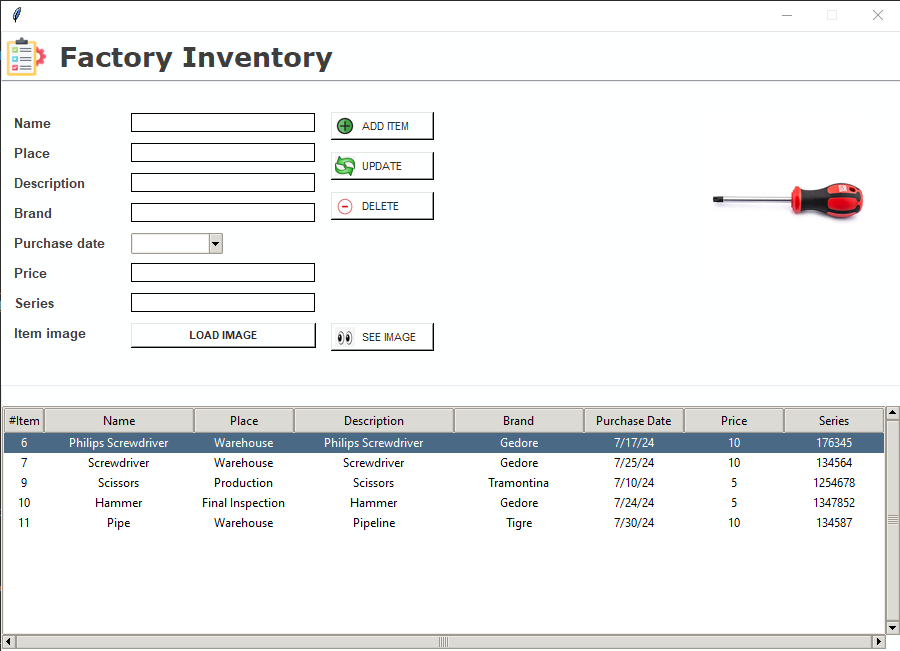 Factory Inventory
Name
ADD ITEM
Place
UPDATE
Description
DELETE
Brand
Purchase date
Price
Series
Item image LOAD IMAGE SEE IMAGE
#Item Name Place Description Brand Purchase Date Price Series
6 Philips Screwdriver Warehouse Philips Screwdriver Gedore 7/17/24 10 176345
7 Screwdriver Warehouse Screwdriver Gedore 7/25/24 10 134564
9 Scissors Production Scissors Tramontina 7/10/24 5 1254678
10 Hammer Final Inspection Hammer Gedore 7/24/24 5 1347852
11 Pipe Warehouse Pipeline Tigre 7/30/24 10 134587